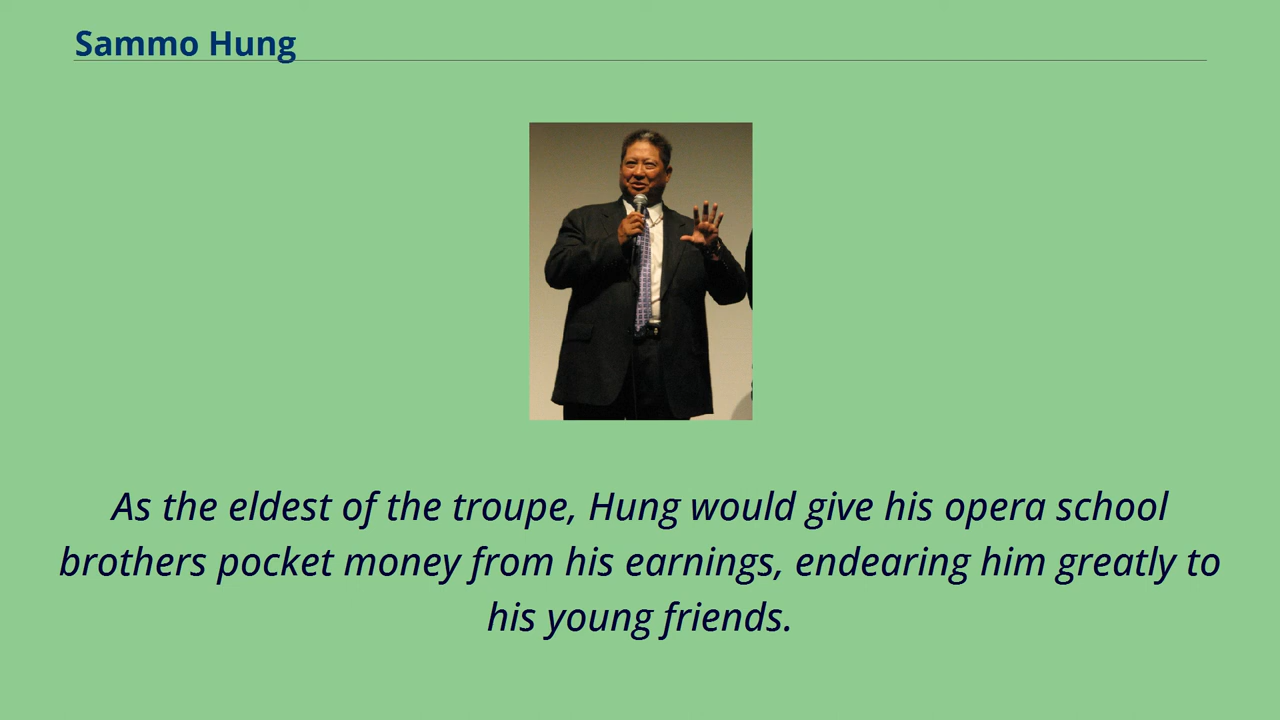 Sammo Hung
As the eldest of the troupe, Hung would give his opera school
brothers pocket money from his earnings, endearing him greatly to
his young friends.